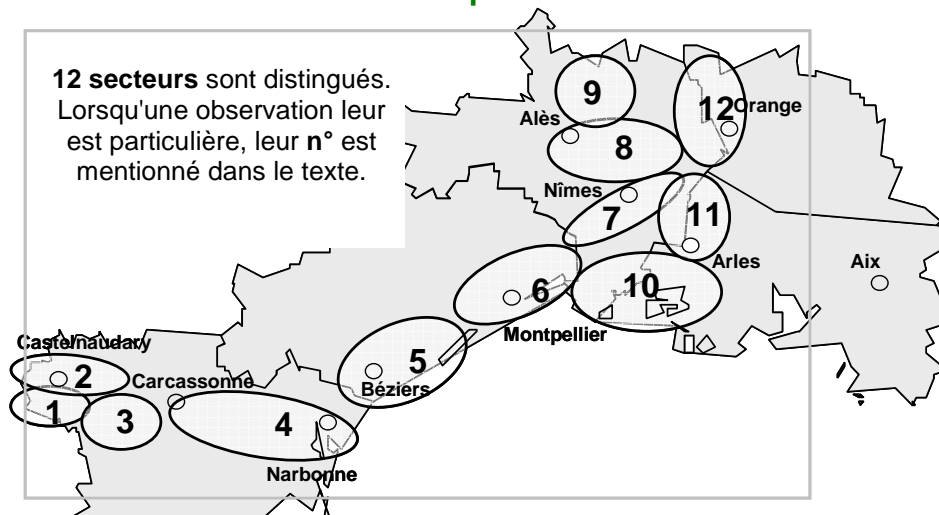 12 secteurs sont distingués.
Lorsqu'une observation leur
est particulière, leur n° est
mentionné dans le texte.
9
12
Orange
Alès
8
Nîmes
7
11
Arles
Aix
10
6
Montpellier
Castelnaudary
2
Carcassonne
5
Béziers
1
3
4
Narbonne